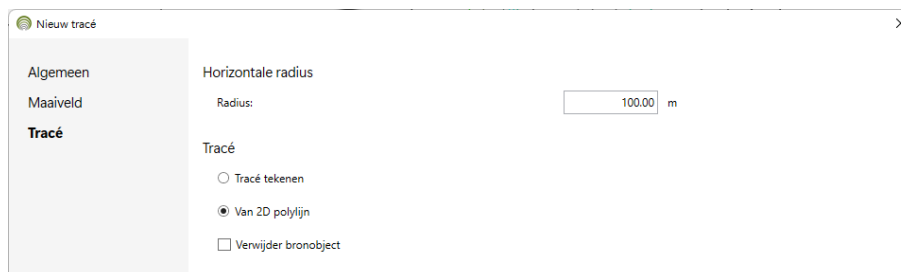 Nieuw tracé
Algemeen
Maaiveld
Tracé
Horizontale radius
Radius: 100.00 m
Tracé
Tracé tekenen
Van 2D polylijn
Verwijder bronobject